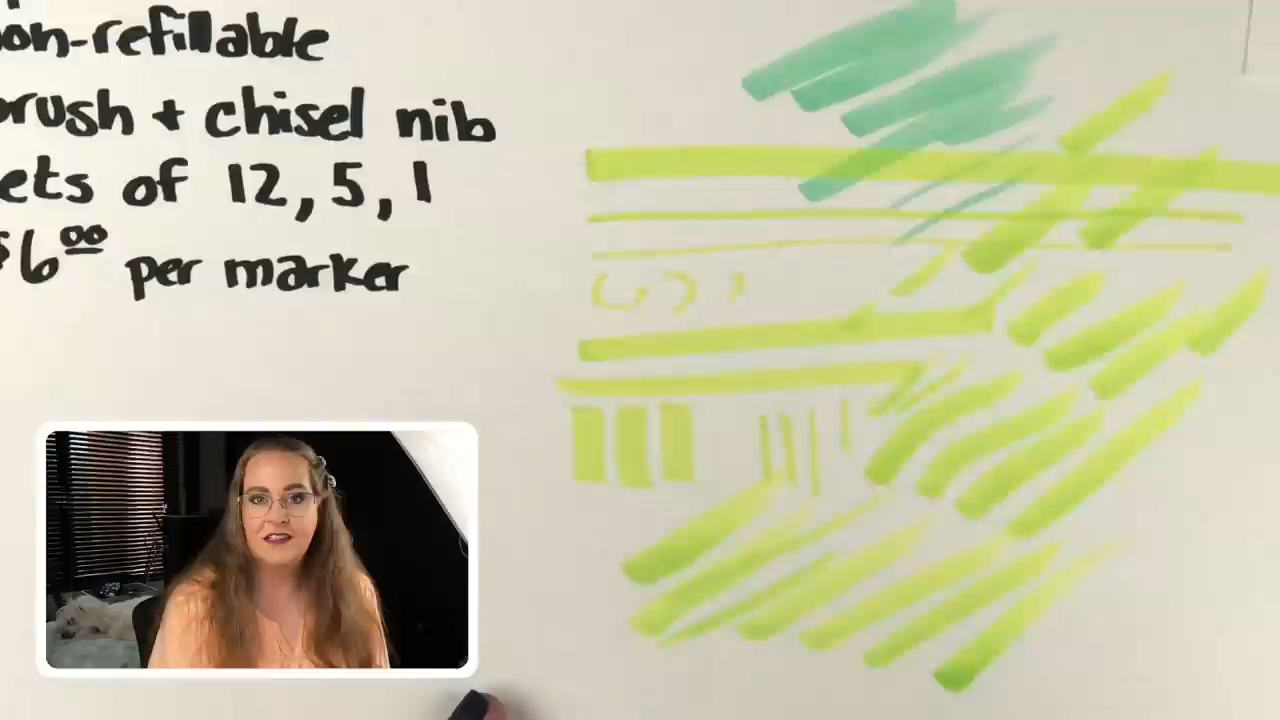 on-refillable
rush + chisel nib
ets of 12, 5, 1
$6⁰⁰ per marker